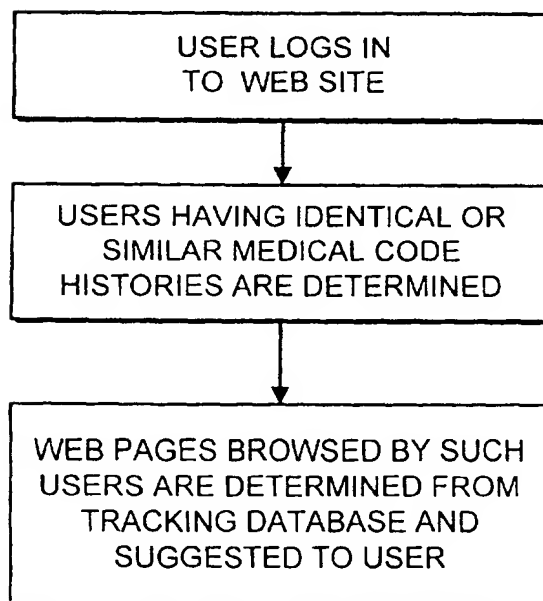 USER LOGS IN
TO WEB SITE
USERS HAVING IDENTICAL OR
SIMILAR MEDICAL CODE
HISTORIES ARE DETERMINED
WEB PAGES BROWSED BY SUCH
USERS ARE DETERMINED FROM
TRACKING DATABASE AND
SUGGESTED TO USER